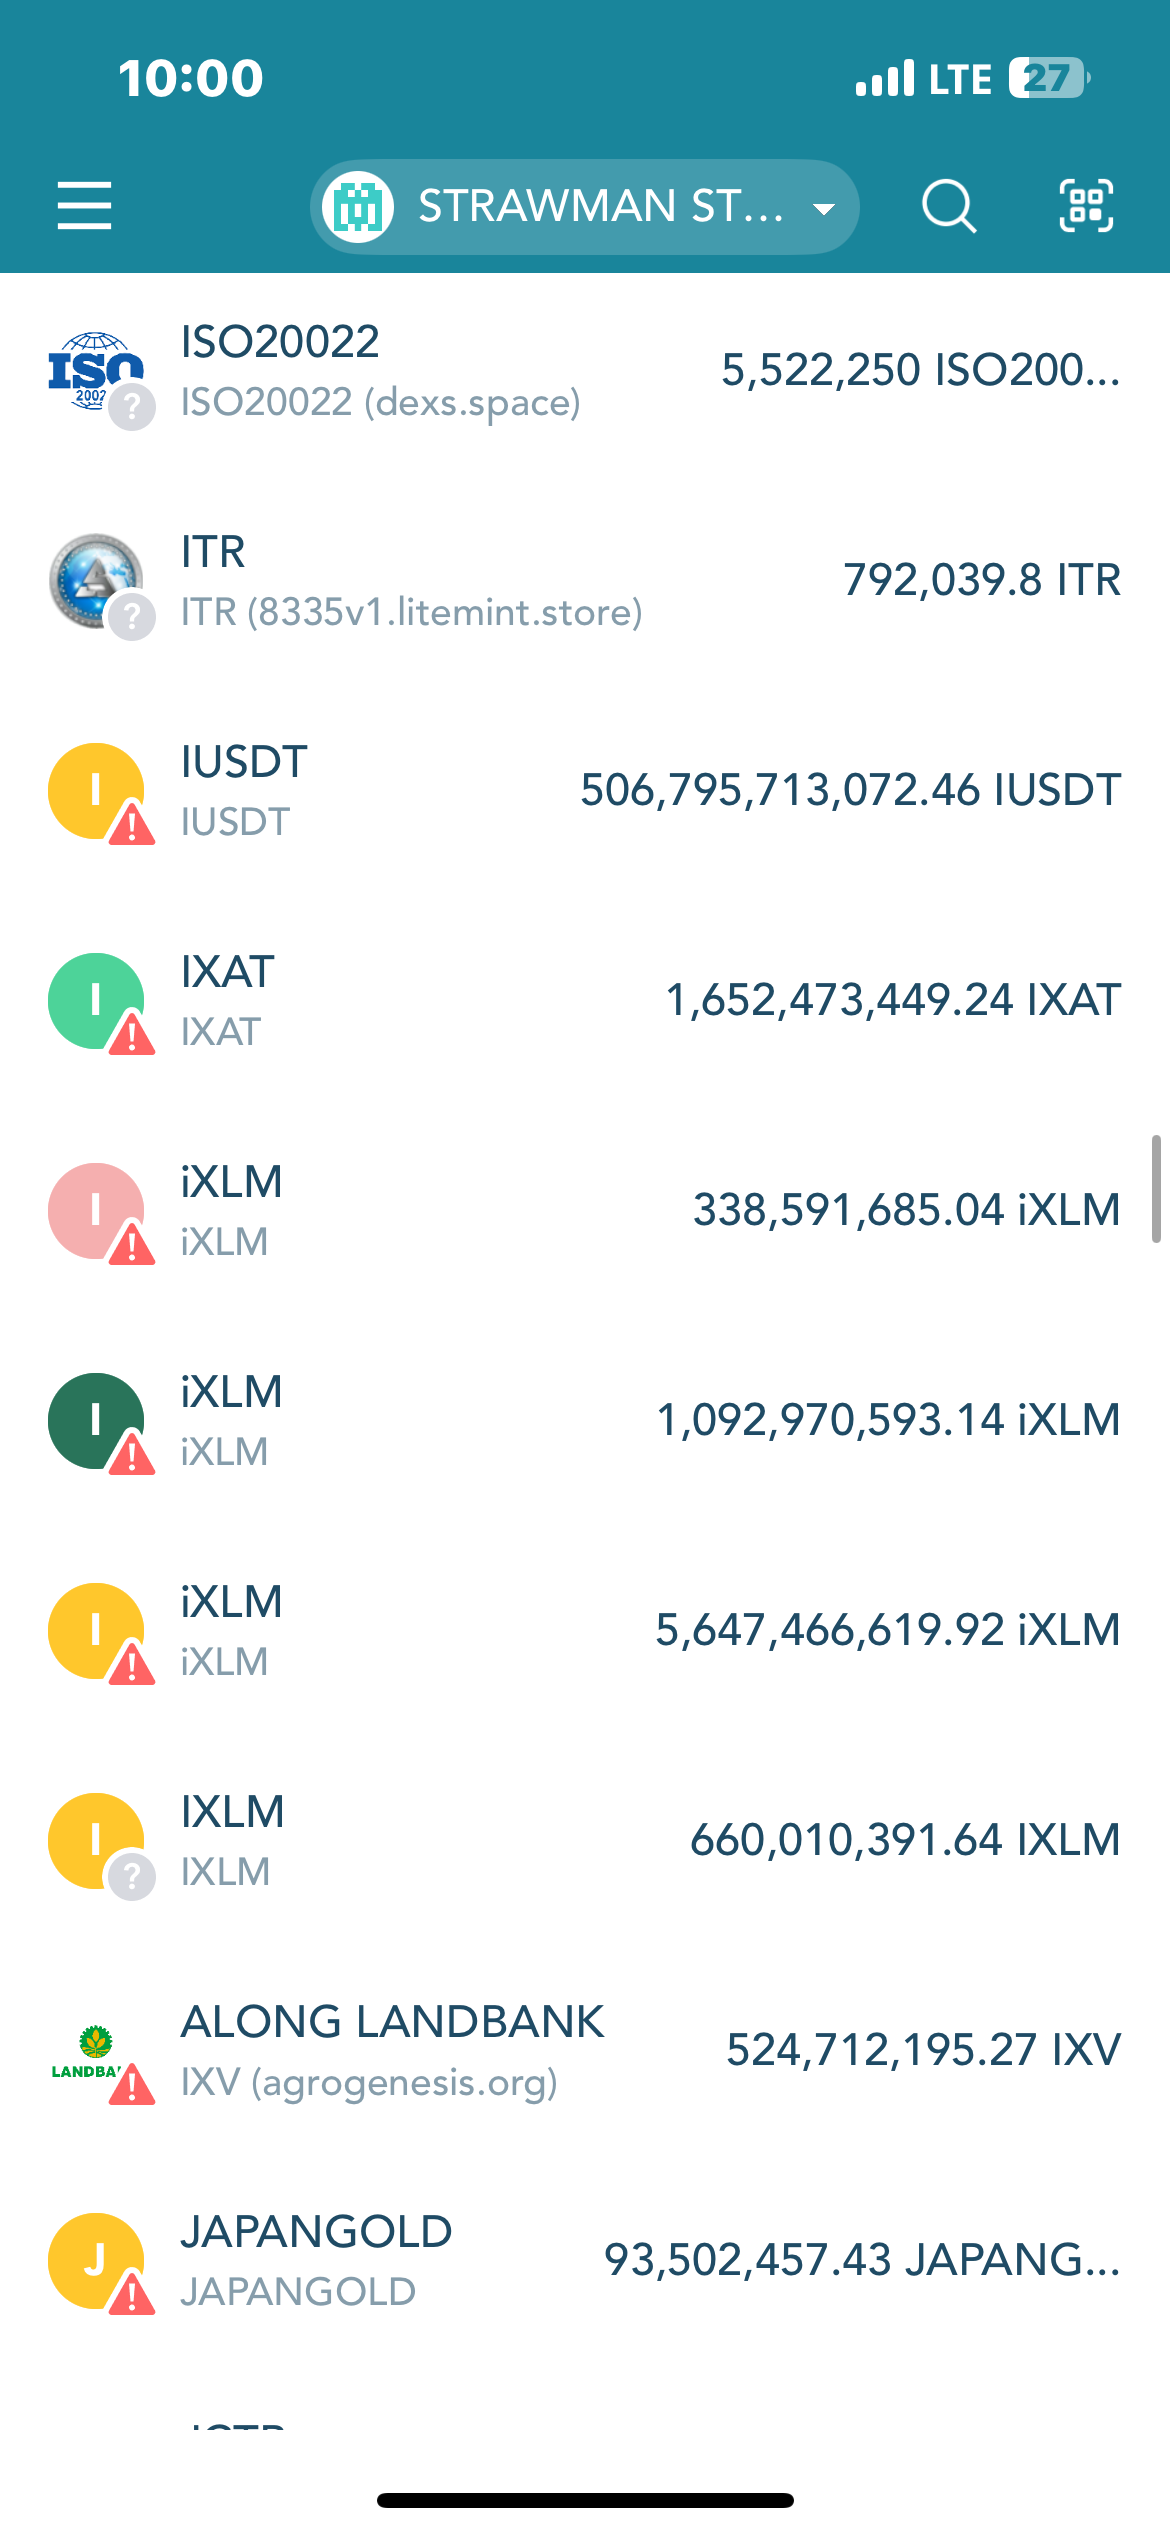 10:00
LTE 27
STRAWMAN ST...
ISO
2002
ISO20022
5,522,250 ISO200...
ISO20022 (dexs.space)
ITR
792,039.8 ITR
ITR (8335v1.litemint.store)
I
IUSDT
506,795,713,072.46 IUSDT
IUSDT
I
IXAT
1,652,473,449.24 IXAT
IXAT
I
iXLM
338,591,685.04 iXLM
iXLM
I
iXLM
1,092,970,593.14 iXLM
iXLM
I
iXLM
5,647,466,619.92 iXLM
iXLM
I
IXLM
660,010,391.64 IXLM
IXLM
ALONG LANDBANK
LANDBA
524,712,195.27 IXV
IXV (agrogenesis.org)
J
JAPANGOLD
93,502,457.43 JAPANG...
JAPANGOLD